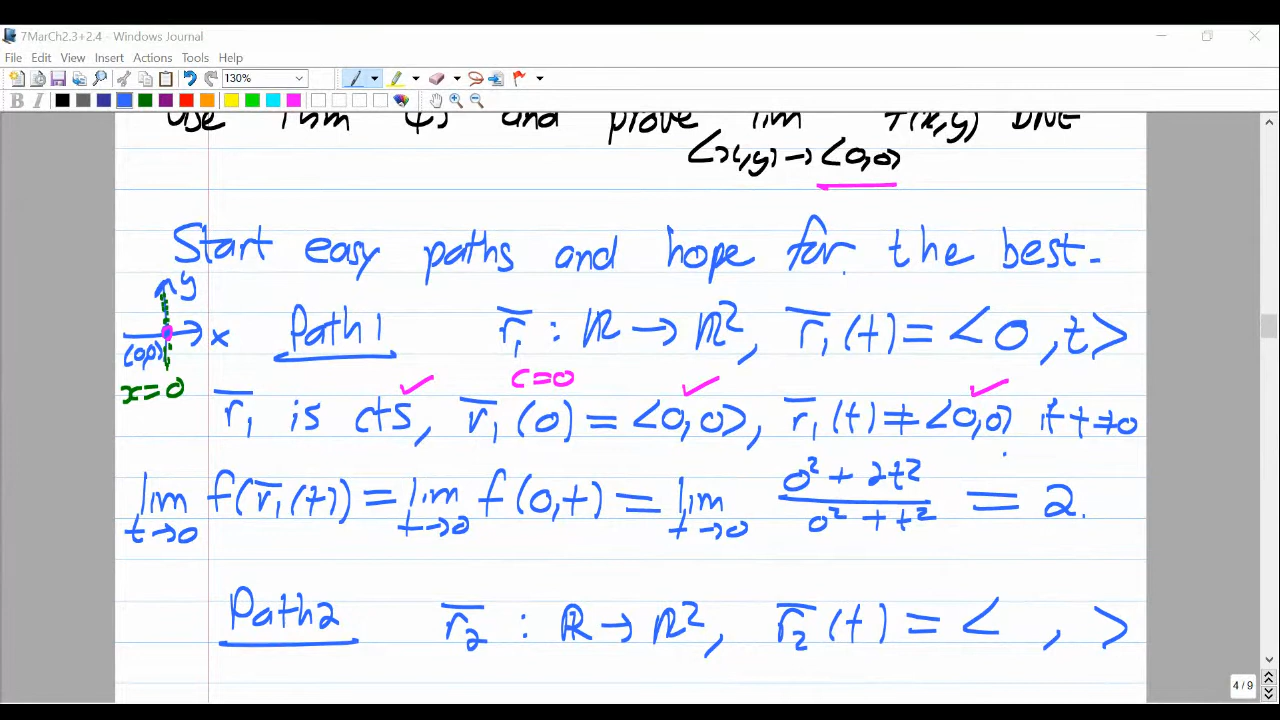 7MarCh2.3+2.4 - Windows Journal
File Edit View Insert Actions Tools Help
130%
B I
Use Thm 4) and prove lim f(x,y) DNE
<x,y>→<0,0>
Start easy paths and hope for the best.
y
x
(0,0)
x=0
Path 1 r̄₁ : ℝ → ℝ², r̄₁(t) = <0,t>
c=0
r̄₁ is cts, r̄₁(0) = <0,0>, r̄₁(t) ≠ <0,0> if t≠0
lim t→0 f(r̄₁(t)) = lim t→0 f(0,t) = lim t→0 (0² + 2t²)/(0² + t²) = 2.
Path 2 r̄₂ : ℝ → ℝ², r̄₂(t) = < , >
4 / 9